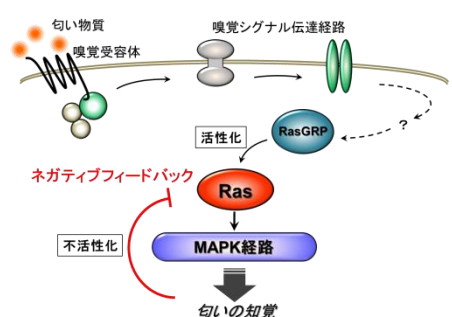 匂い物質
嗅覚受容体
嗅覚シグナル伝達経路
?
RasGRP
活性化
ネガティブフィードバック
Ras
不活性化
MAPK経路
匂いの知覚